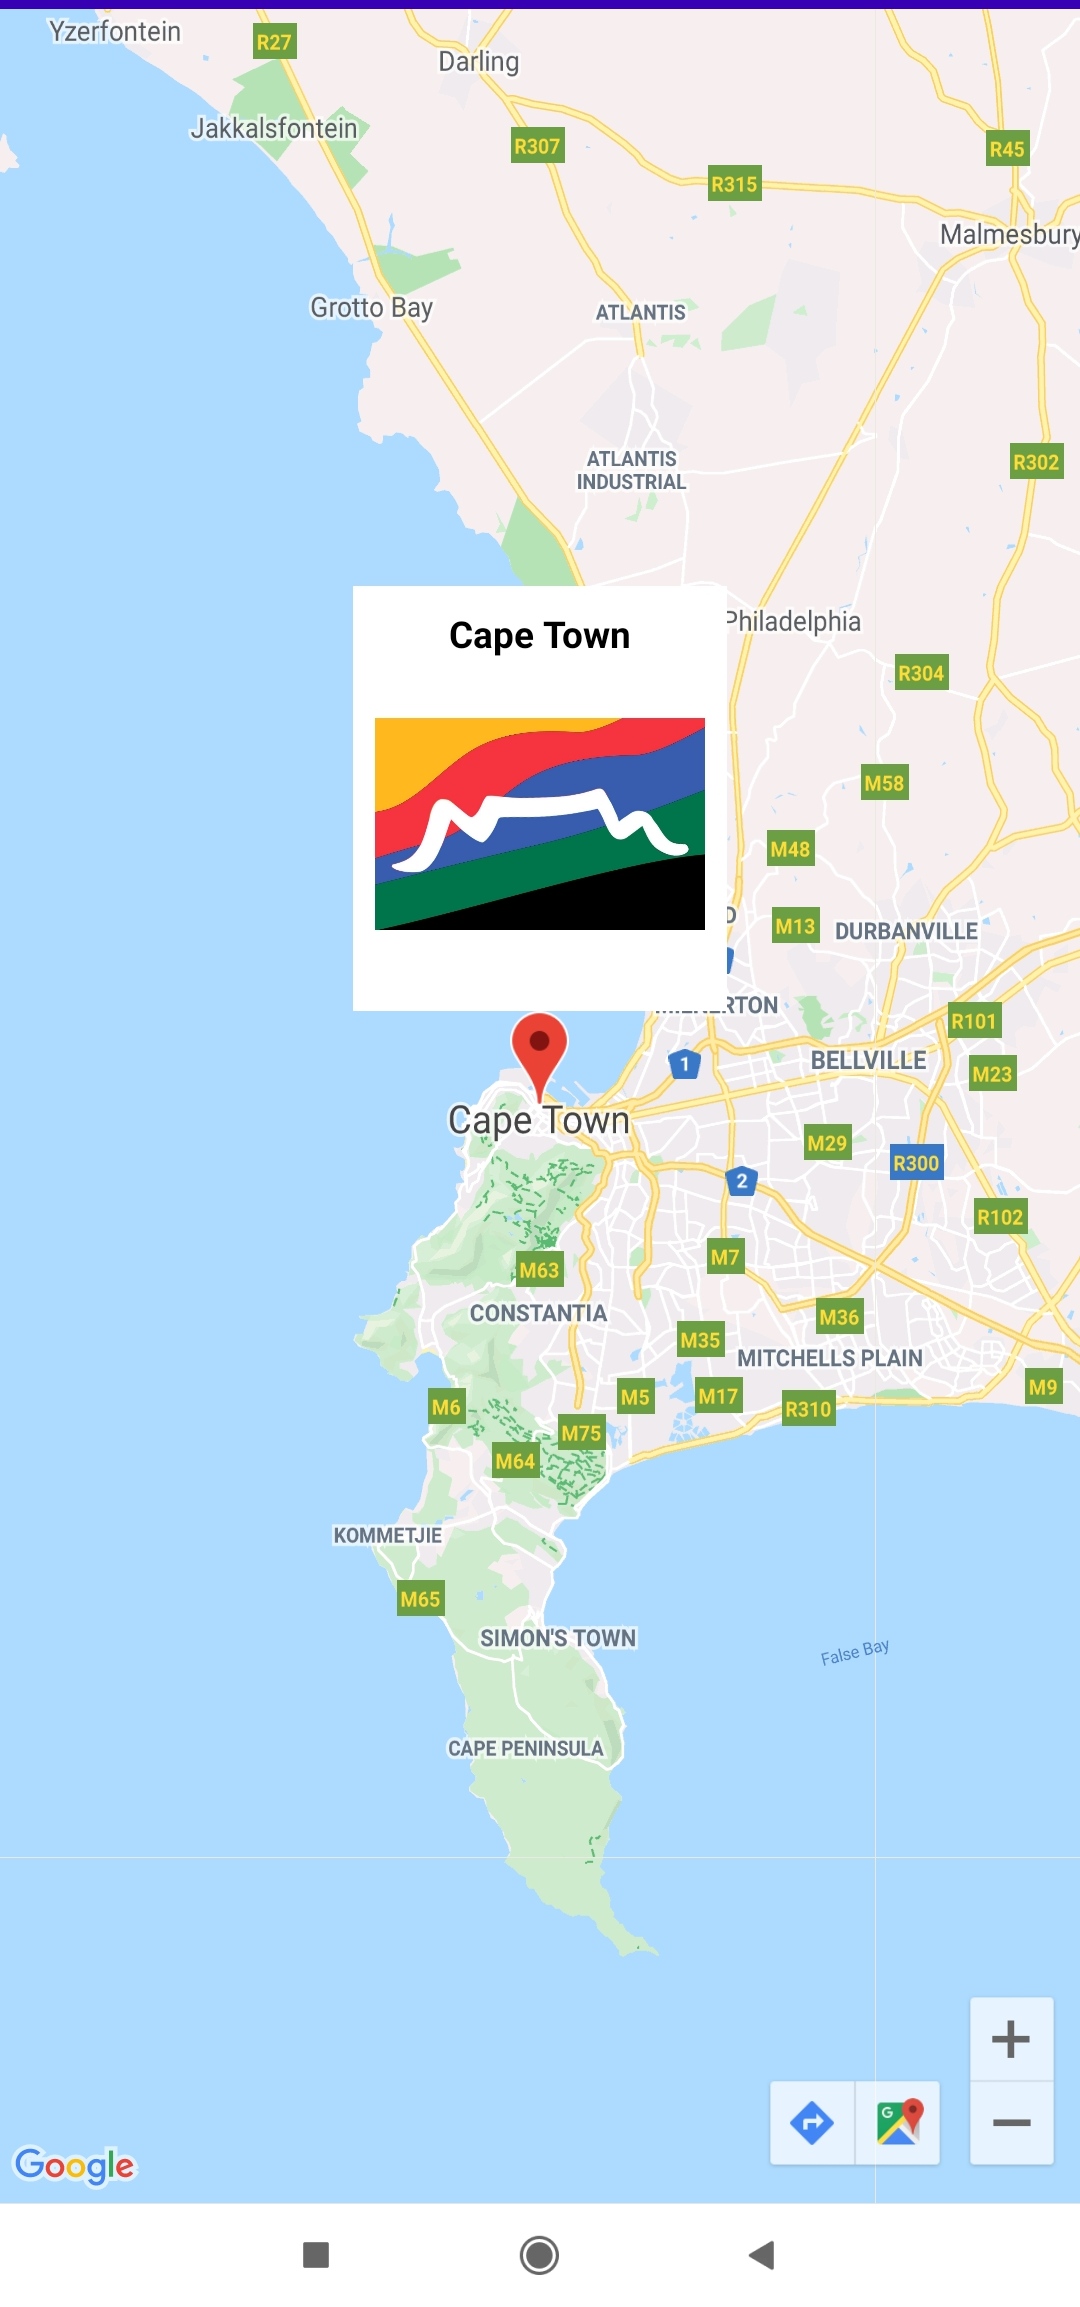 Yzerfontein
R27
Darling
Jakkalsfontein
R307
R45
R315
Malmesbury
Grotto Bay
ATLANTIS
ATLANTIS
INDUSTRIAL
R302
Philadelphia
Cape Town
R304
M58
M48
M13
DURBANVILLE
R101
BELLVILLE
1
M23
Cape Town
M29
R300
2
R102
M7
M63
CONSTANTIA
M36
M35
MITCHELLS PLAIN
M9
M5
M17
M6
R310
M75
M64
KOMMETJIE
M65
SIMON'S TOWN
False Bay
CAPE PENINSULA
G
Google